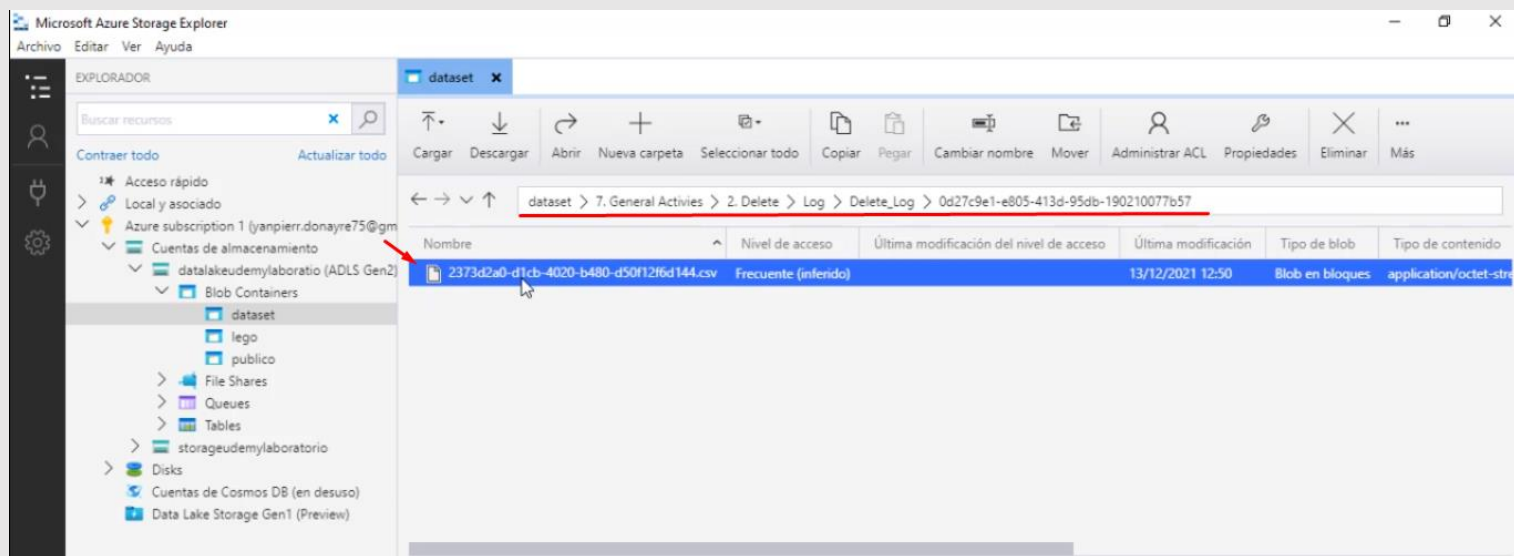 Microsoft Azure Storage Explorer
Archivo Editar Ver Ayuda
EXPLORADOR
dataset
Buscar recursos
Contraer todo Actualizar todo
Acceso rápido
Local y asociado
Azure subscription 1 (yanpierr.donayre75@gm
Cuentas de almacenamiento
datalakeudemylaboratio (ADLS Gen2)
Blob Containers
dataset
lego
publico
File Shares
Queues
Tables
storageudemylaboratorio
Disks
Cuentas de Cosmos DB (en desuso)
Data Lake Storage Gen1 (Preview)
Cargar Descargar Abrir Nueva carpeta Seleccionar todo Copiar Pegar Cambiar nombre Mover Administrar ACL Propiedades Eliminar Más
dataset > 7. General Activies > 2. Delete > Log > Delete_Log > 0d27c9e1-e805-413d-95db-190210077b57
Nombre Nivel de acceso Última modificación del nivel de acceso Última modificación Tipo de blob Tipo de contenido
2373d2a0-d1cb-4020-b480-d50f12f6d144.csv Frecuente (inferido) 13/12/2021 12:50 Blob en bloques application/octet-stre